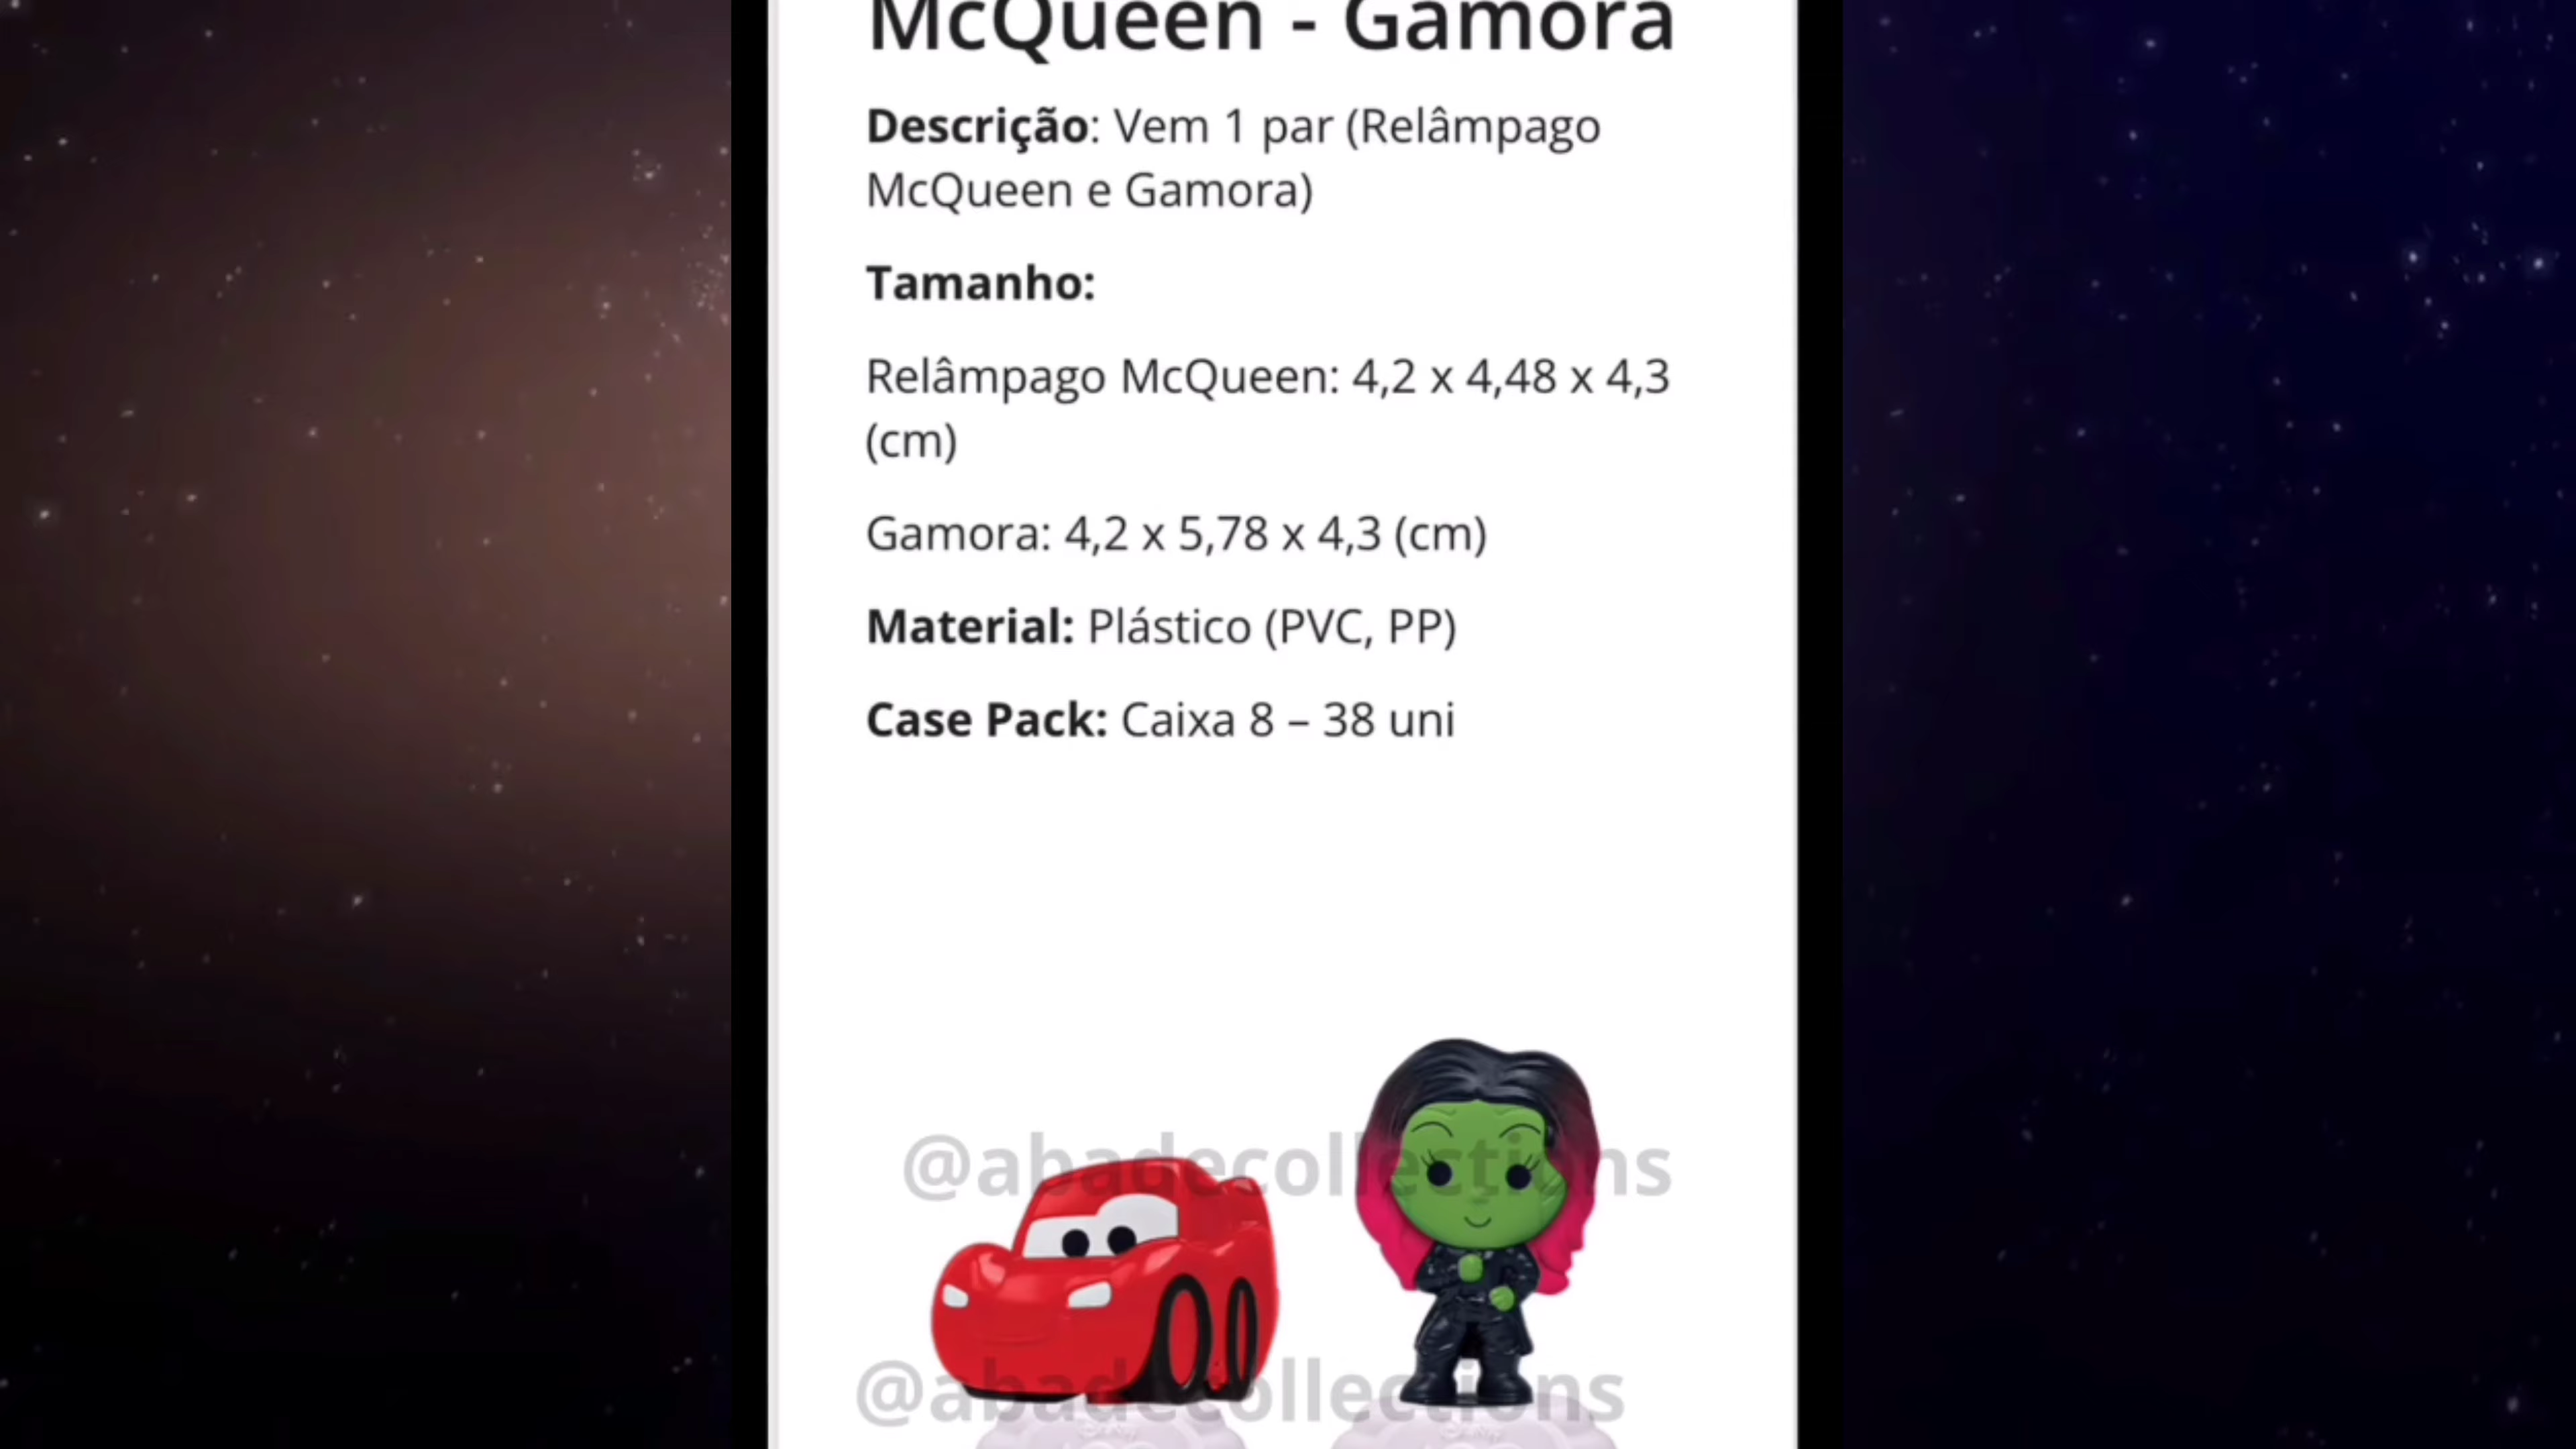 McQueen - Gamora
Descrição: Vem 1 par (Relâmpago
McQueen e Gamora)
Tamanho:
Relâmpago McQueen: 4,2 x 4,48 x 4,3
(cm)
Gamora: 4,2 x 5,78 x 4,3 (cm)
Material: Plástico (PVC, PP)
Case Pack: Caixa 8 – 38 uni
@abadecollections
@abadecollections